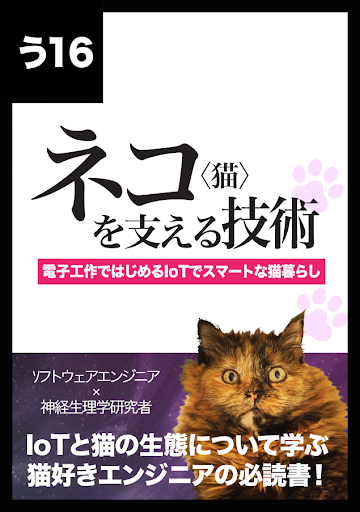 う16
ネコ〈猫〉
を支える技術
電子工作ではじめるIoTでスマートな猫暮らし
ソフトウェアエンジニア
×
神経生理学研究者
IoTと猫の生態について学ぶ
猫好きエンジニアの必読書！